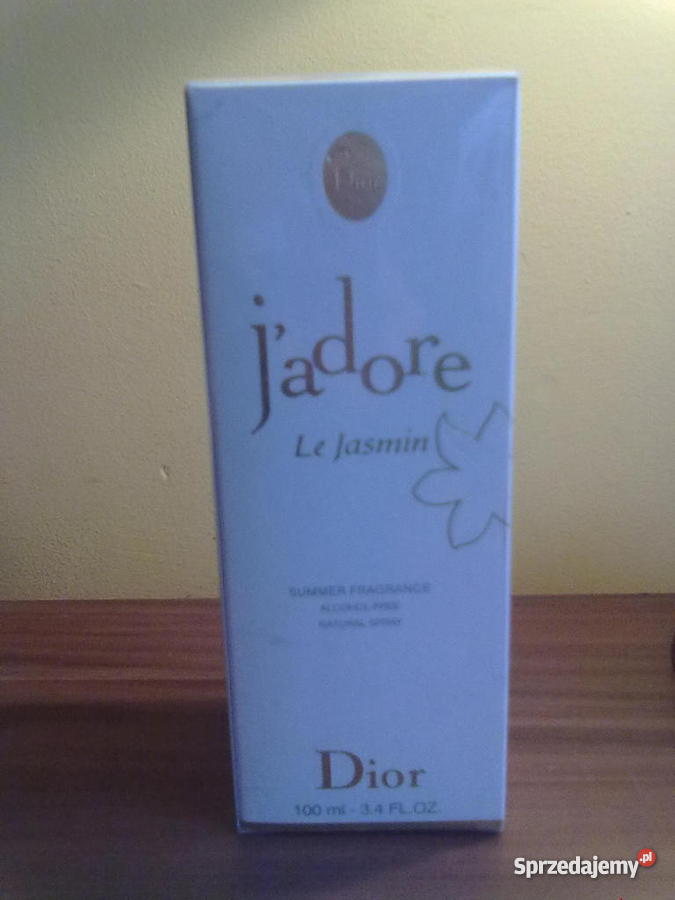 Dior
j'adore
Le Jasmin
SUMMER FRAGRANCE
ALCOHOL-FREE
NATURAL SPRAY
Dior
100 ml - 3.4 FL.OZ.
Sprzedajemy.pl